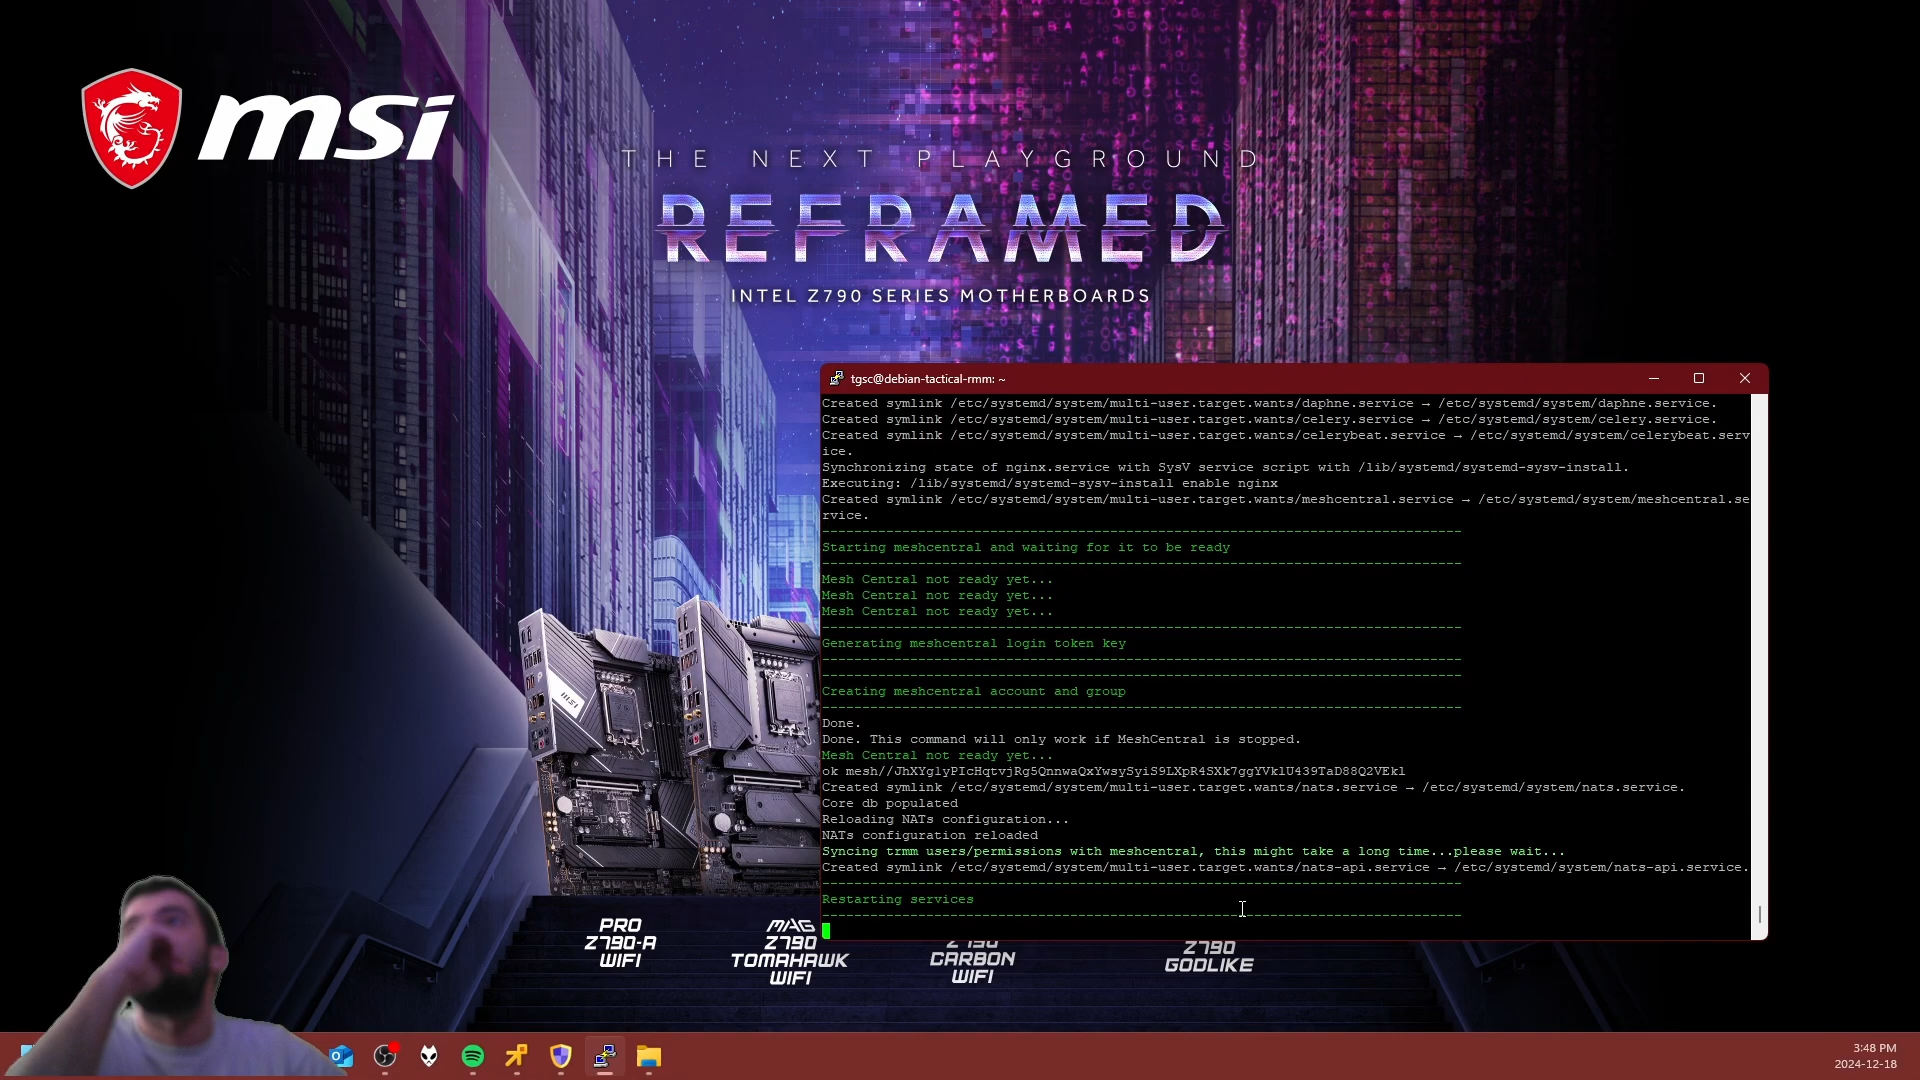 msi
THE NEXT PLAYGROUND
REFRAMED
INTEL Z790 SERIES MOTHERBOARDS
tgsc@debian-tactical-rmm: ~
Created symlink /etc/systemd/system/multi-user.target.wants/daphne.service → /etc/systemd/system/daphne.service.
Created symlink /etc/systemd/system/multi-user.target.wants/celery.service → /etc/systemd/system/celery.service.
Created symlink /etc/systemd/system/multi-user.target.wants/celerybeat.service → /etc/systemd/system/celerybeat.serv
ice.
Synchronizing state of nginx.service with SysV service script with /lib/systemd/systemd-sysv-install.
Executing: /lib/systemd/systemd-sysv-install enable nginx
Created symlink /etc/systemd/system/multi-user.target.wants/meshcentral.service → /etc/systemd/system/meshcentral.se
rvice.
--------------------------------------------------------------------------------
Starting meshcentral and waiting for it to be ready
--------------------------------------------------------------------------------
Mesh Central not ready yet...
Mesh Central not ready yet...
Mesh Central not ready yet...
--------------------------------------------------------------------------------
Generating meshcentral login token key
--------------------------------------------------------------------------------
--------------------------------------------------------------------------------
Creating meshcentral account and group
--------------------------------------------------------------------------------
Done.
Done. This command will only work if MeshCentral is stopped.
Mesh Central not ready yet...
ok mesh//JhXYg1yPIcHqtvjRg5QnnwaQxYwsySyiS9LXpR4SXk7ggYVklU439TaD88Q2VEkl
Created symlink /etc/systemd/system/multi-user.target.wants/nats.service → /etc/systemd/system/nats.service.
Core db populated
Reloading NATs configuration...
NATs configuration reloaded
Syncing trmm users/permissions with meshcentral, this might take a long time...please wait...
Created symlink /etc/systemd/system/multi-user.target.wants/nats-api.service → /etc/systemd/system/nats-api.service.
--------------------------------------------------------------------------------
Restarting services
--------------------------------------------------------------------------------
PRO
Z790-A
WIFI
MAG
Z790
TOMAHAWK
WIFI
Z790
CARBON
WIFI
Z790
GODLIKE
3:48 PM
2024-12-18